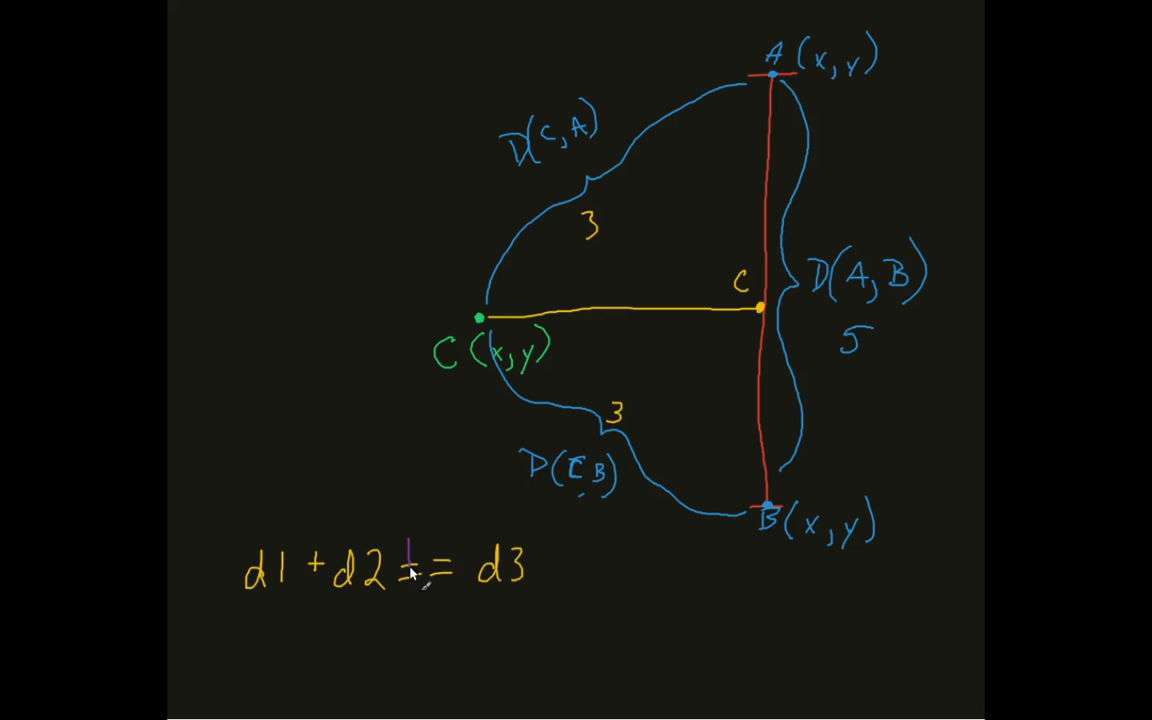 A (x, y)
D(C, A)
3
C
D(A, B)
5
C (x, y)
3
D(C, B)
B (x, y)
d1 + d2 == d3